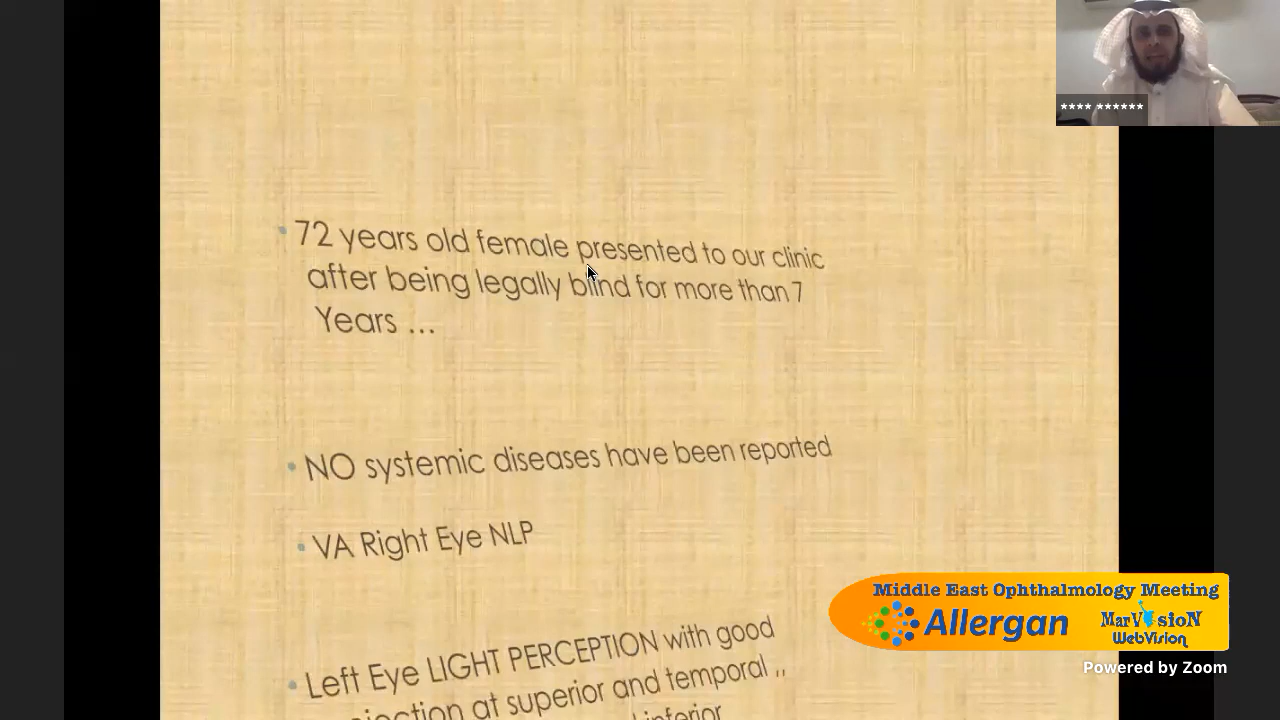 **** ******
72 years old female presented to our clinic
after being legally blind for more than 7
Years ...
NO systemic diseases have been reported
VA Right Eye NLP
Left Eye LIGHT PERCEPTION with good
at superior and temporal ,,
inferior
Middle East Ophthalmology Meeting
Allergan
MarVisioN
WebVision
Powered by Zoom